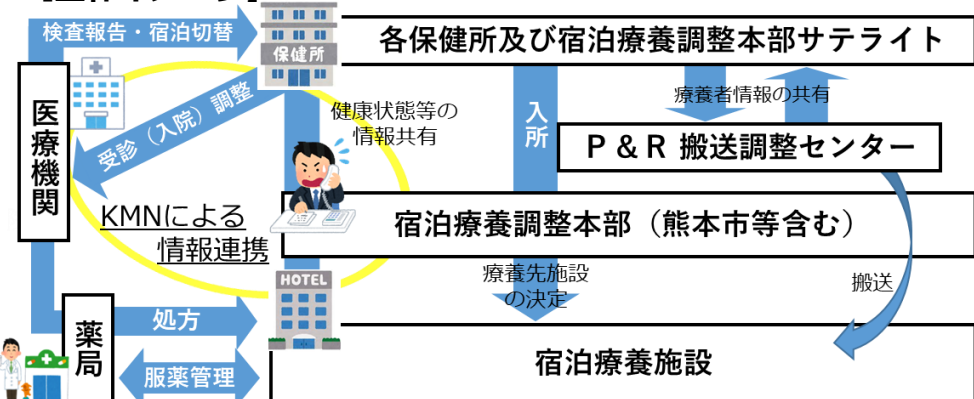 検査報告・宿泊切替
保健所
各保健所及び宿泊療養調整本部サテライト
医療機関
受診（入院）調整
健康状態等の
情報共有
入所
療養者情報の共有
Ｐ＆Ｒ 搬送調整センター
KMNによる
情報連携
宿泊療養調整本部（熊本市等含む）
HOTEL
療養先施設
の決定
搬送
薬局
処方
宿泊療養施設
服薬管理